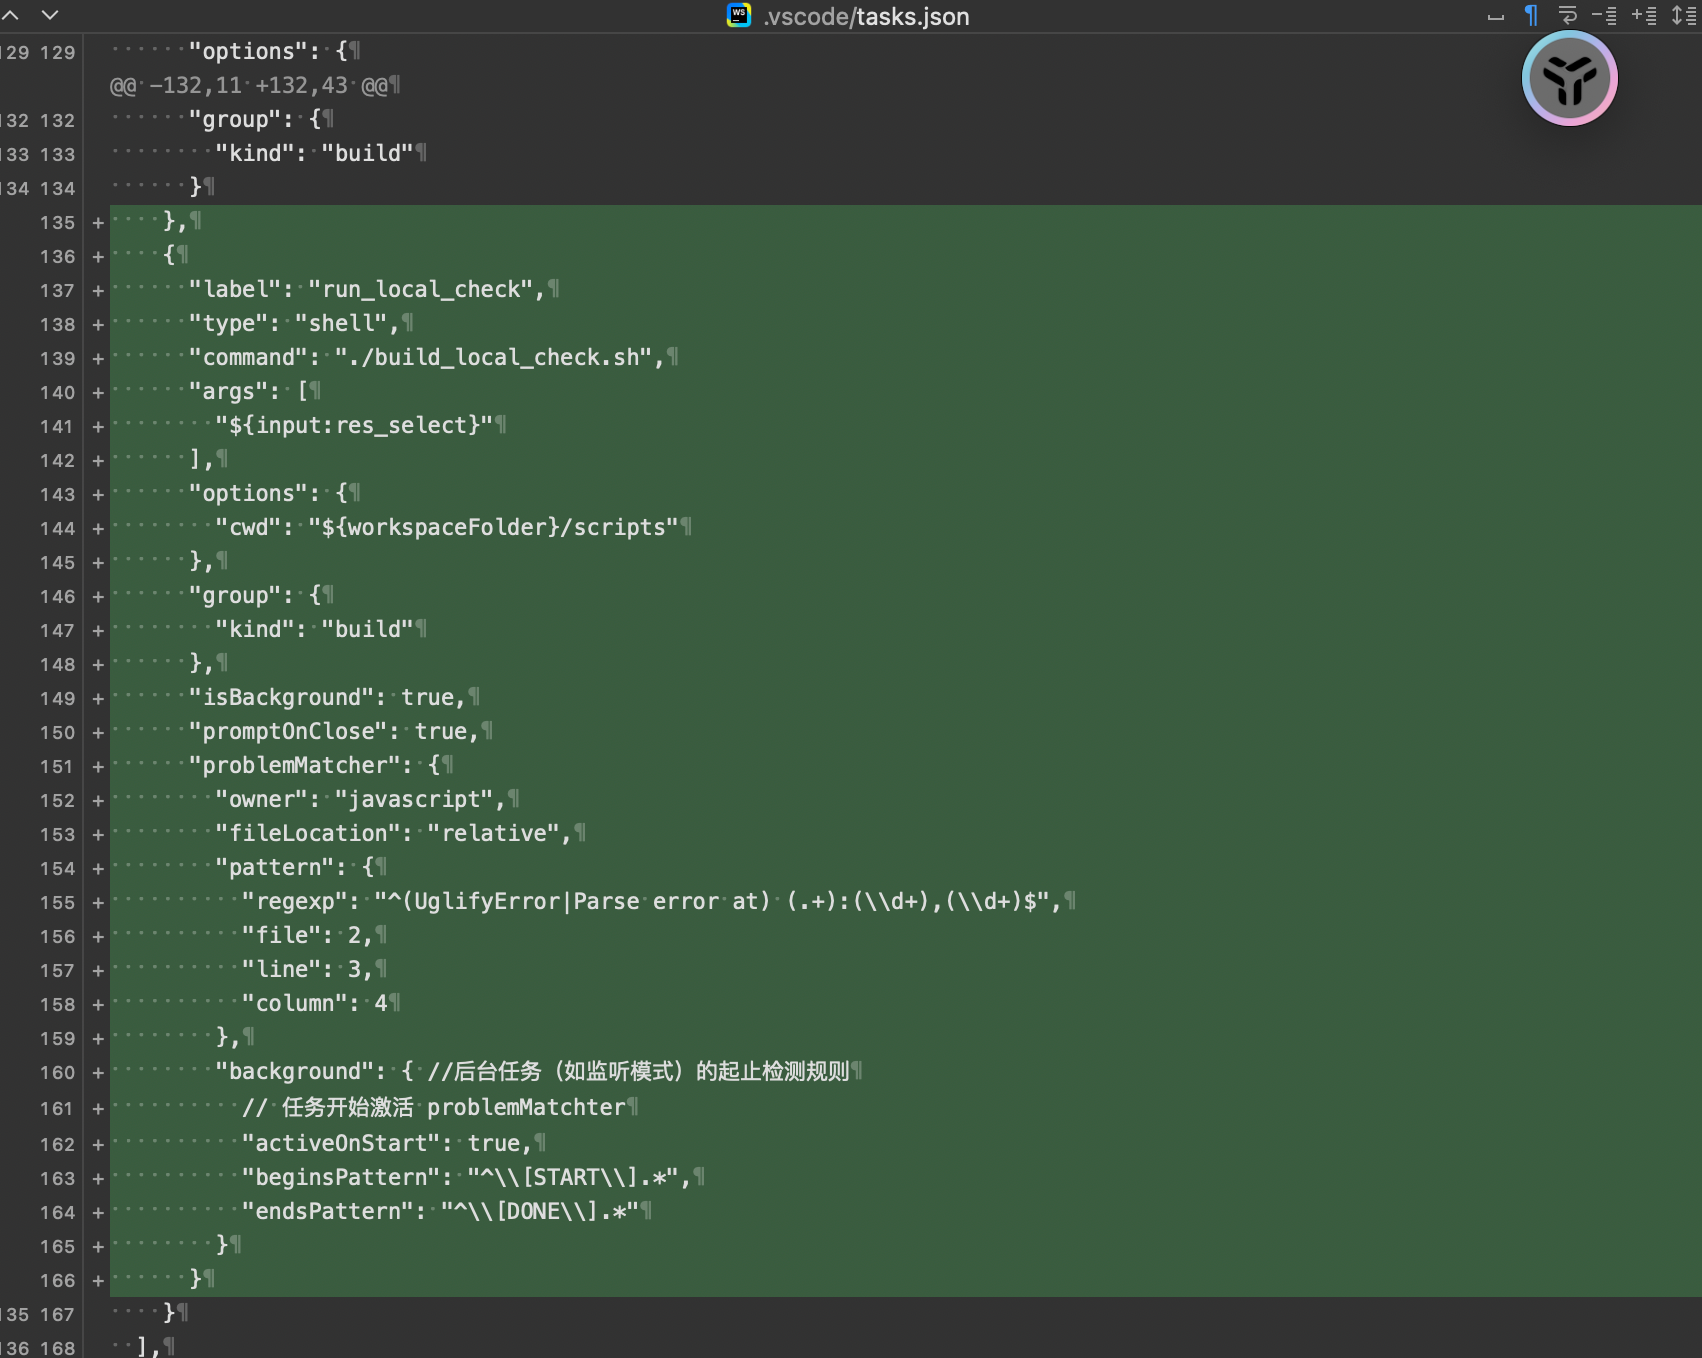 .vscode/tasks.json
129 129 "options": {
@@ -132,11 +132,43 @@
132 132 "group": {
133 133 "kind": "build"
134 134 }
135 + },
136 + {
137 + "label": "run_local_check",
138 + "type": "shell",
139 + "command": "./build_local_check.sh",
140 + "args": [
141 + "${input:res_select}"
142 + ],
143 + "options": {
144 + "cwd": "${workspaceFolder}/scripts"
145 + },
146 + "group": {
147 + "kind": "build"
148 + },
149 + "isBackground": true,
150 + "promptOnClose": true,
151 + "problemMatcher": {
152 + "owner": "javascript",
153 + "fileLocation": "relative",
154 + "pattern": {
155 + "regexp": "^(UglifyError|Parse error at) (.+):(\\d+),(\\d+)$",
156 + "file": 2,
157 + "line": 3,
158 + "column": 4
159 + },
160 + "background": { //后台任务（如监听模式）的起止检测规则
161 + // 任务开始激活 problemMatchter
162 + "activeOnStart": true,
163 + "beginsPattern": "^\\[START\\].*",
164 + "endsPattern": "^\\[DONE\\].*"
165 + }
166 + }
135 167 }
136 168 ],